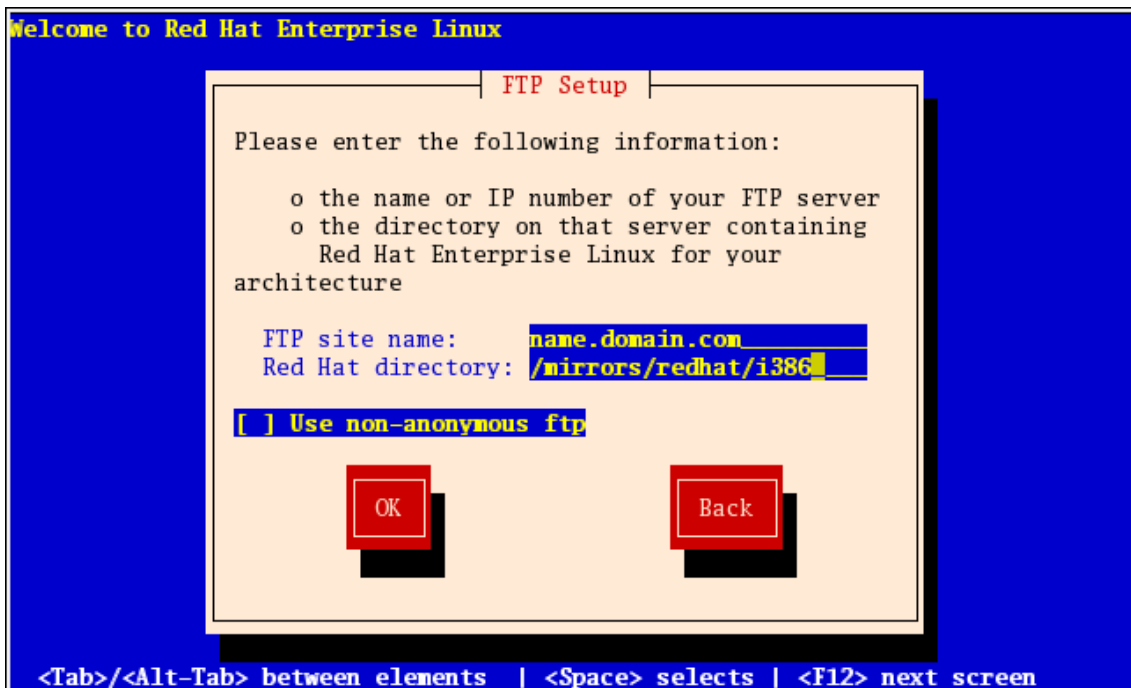 Welcome to Red Hat Enterprise Linux
FTP Setup
Please enter the following information:
o the name or IP number of your FTP server
o the directory on that server containing
Red Hat Enterprise Linux for your
architecture
FTP site name: name.domain.com
Red Hat directory: /mirrors/redhat/i386
[ ] Use non-anonymous ftp
OK Back
<Tab>/<Alt-Tab> between elements | <Space> selects | <F12> next screen